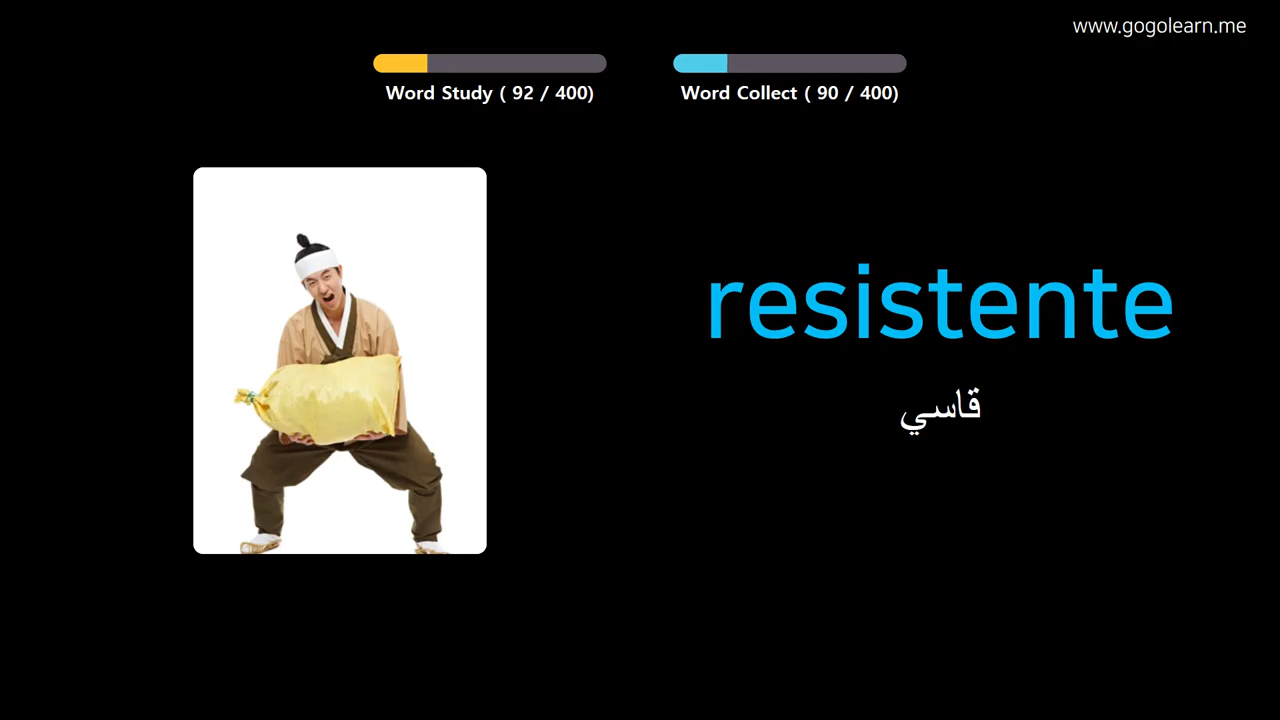 www.gogolearn.me
Word Study ( 92 / 400)
Word Collect ( 90 / 400)
resistente
قاسي